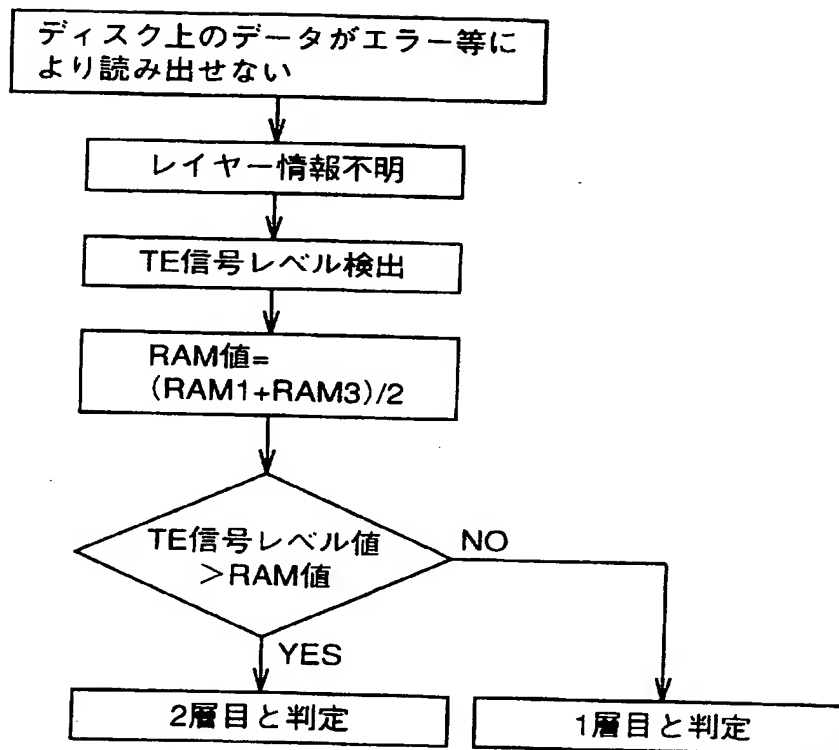 ディスク上のデータがエラー等に
より読み出せない
レイヤー情報不明
TE信号レベル検出
RAM値=
(RAM1+RAM3)/2
TE信号レベル値
>RAM値
NO
YES
2層目と判定
1層目と判定